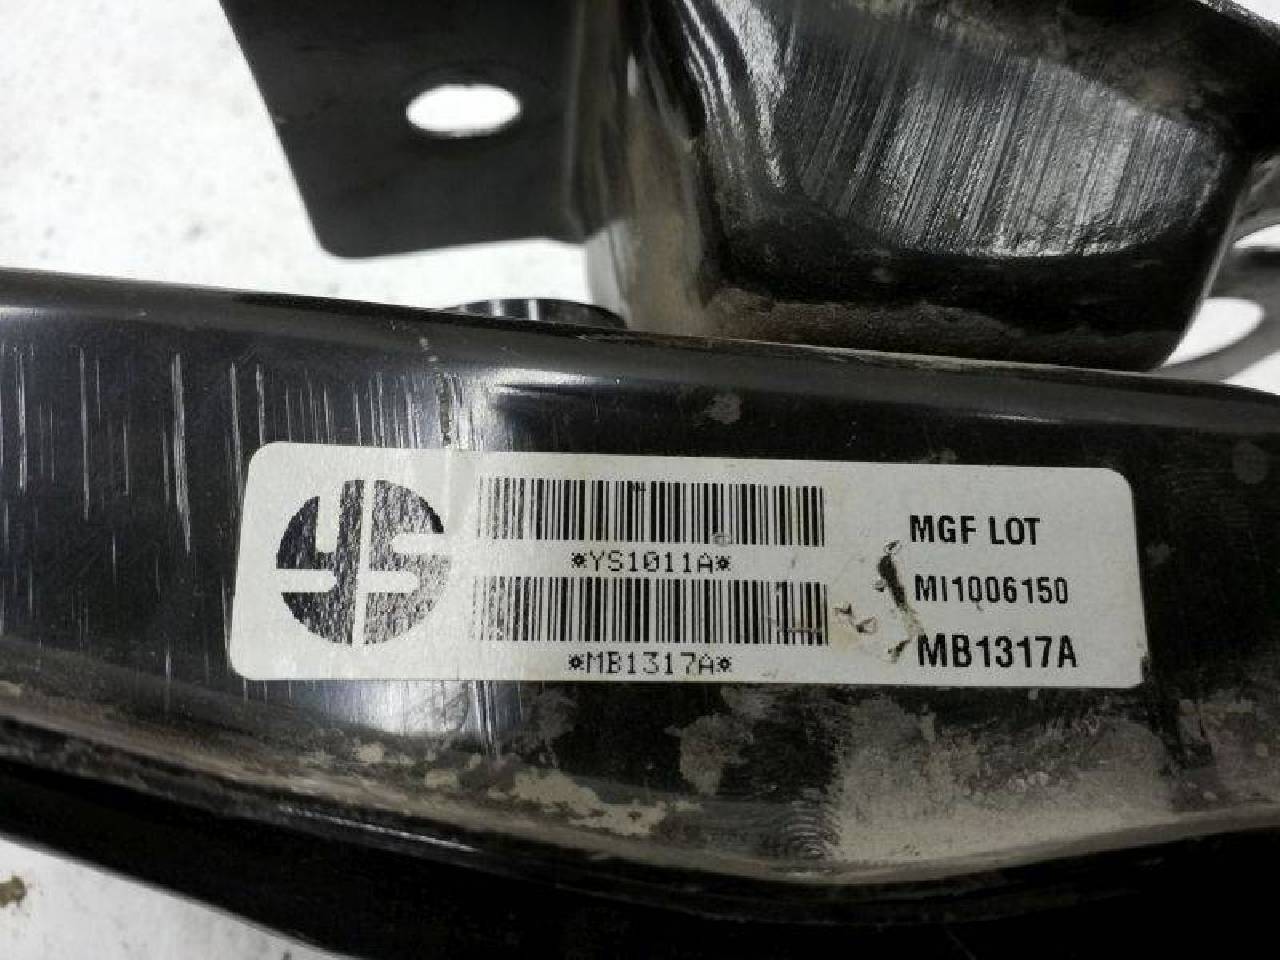 YS
*YS1011A*
*MB1317A*
MGF LOT
MI1006150
MB1317A